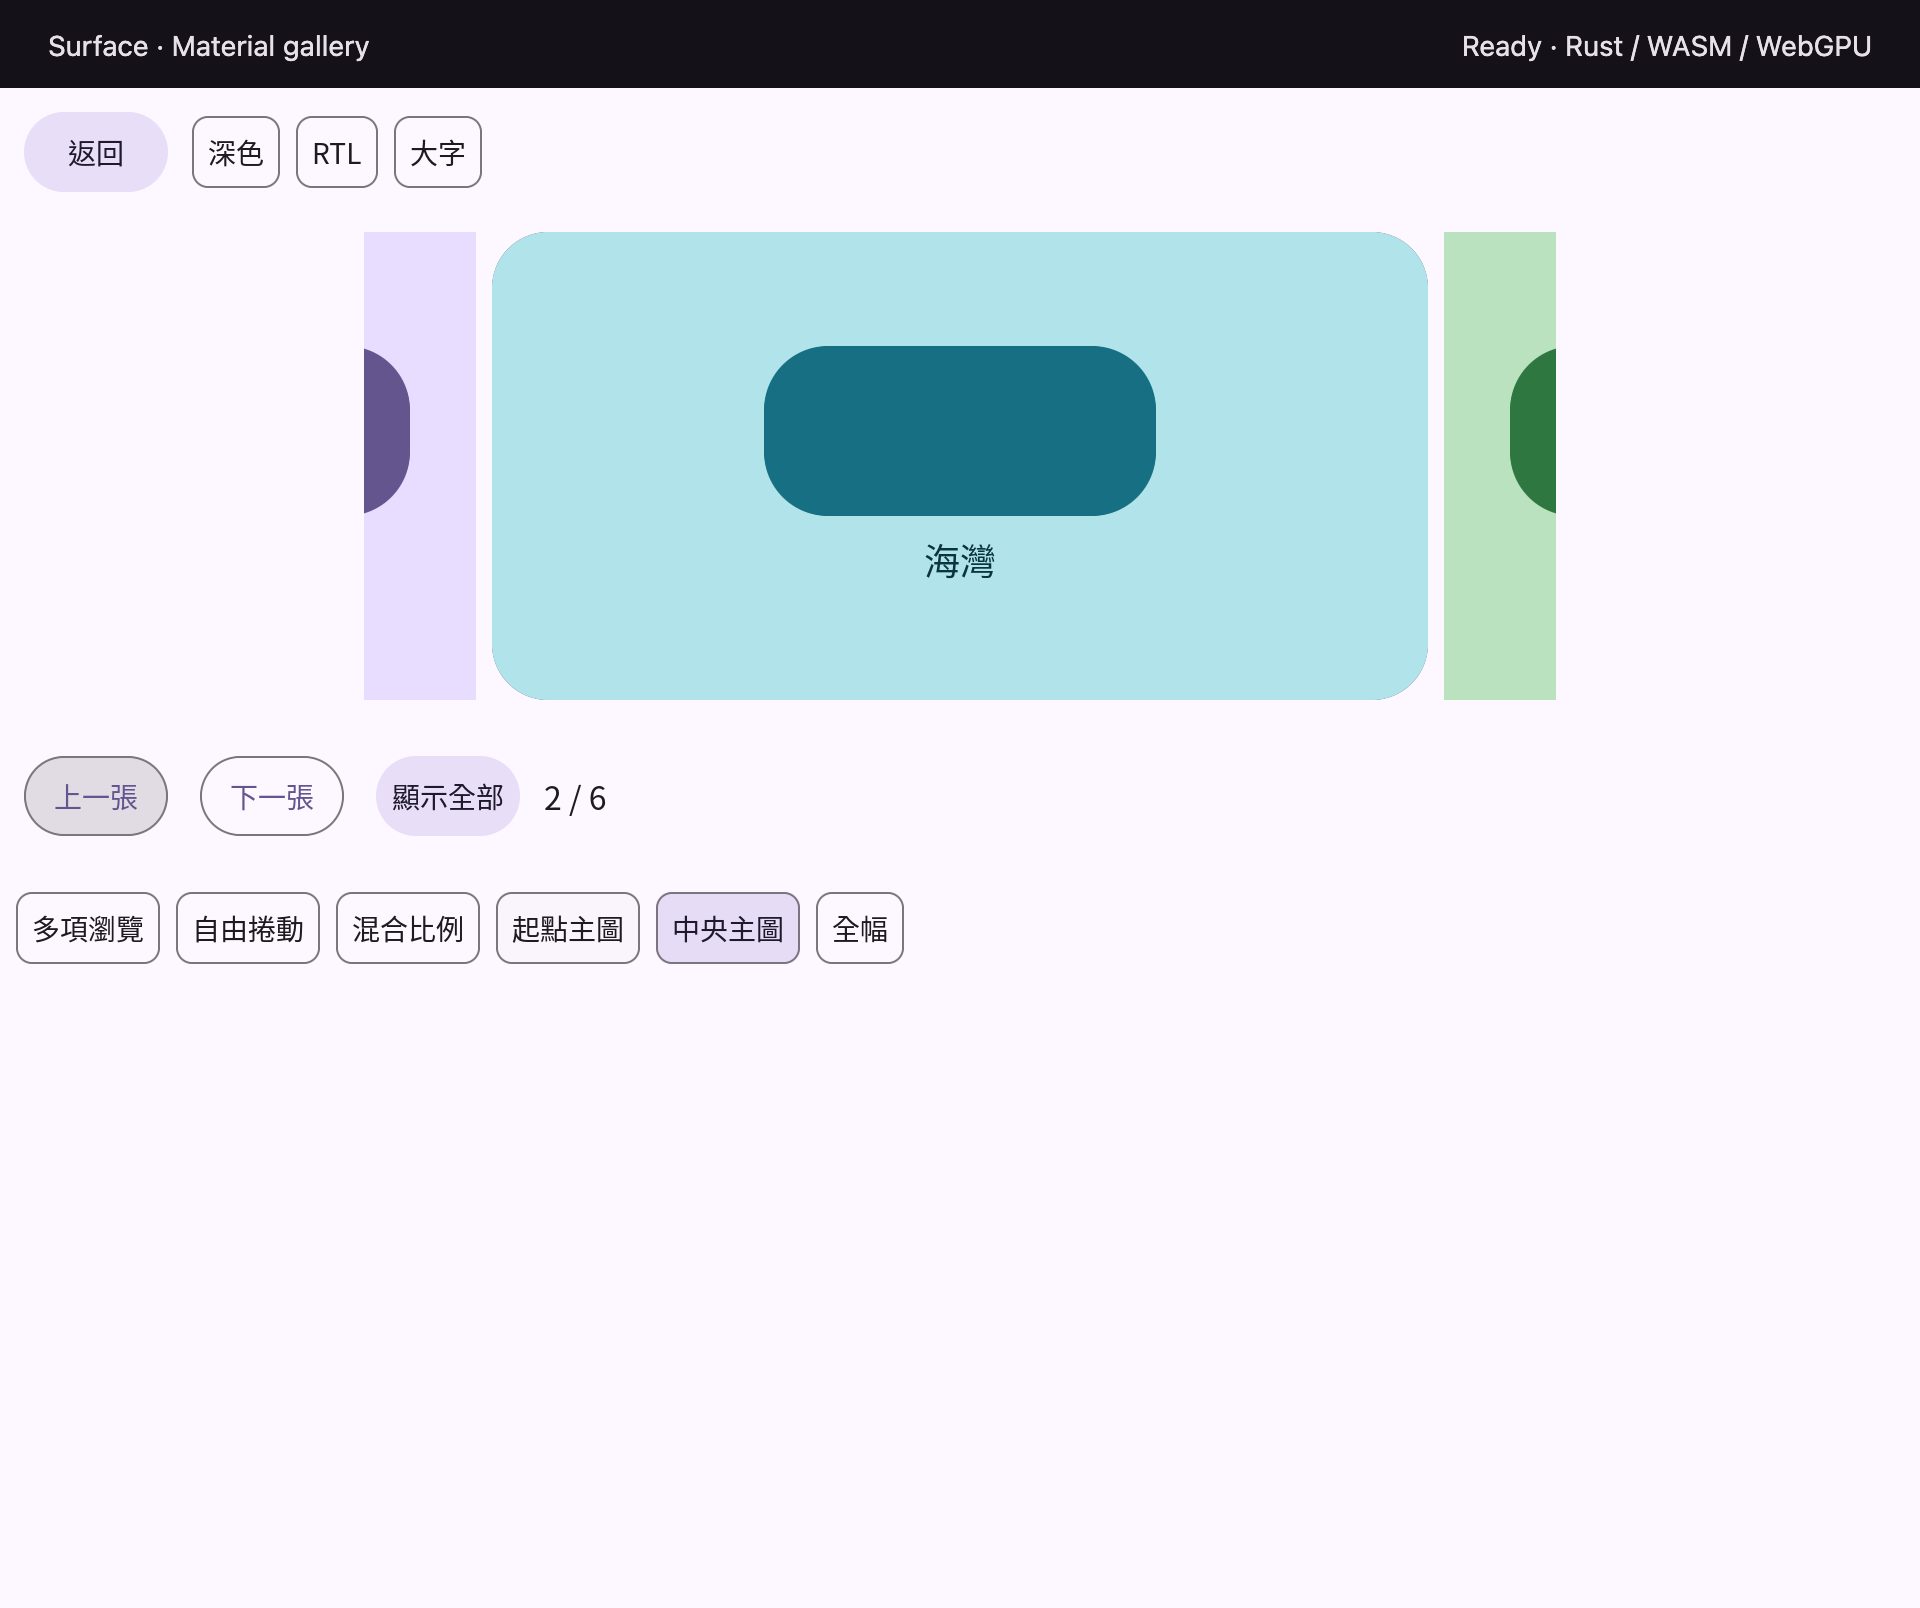 Surface · Material gallery
Ready · Rust / WASM / WebGPU
返回
深色
RTL
大字
海灣
上一張
下一張
顯示全部
2 / 6
多項瀏覽
自由捲動
混合比例
起點主圖
中央主圖
全幅